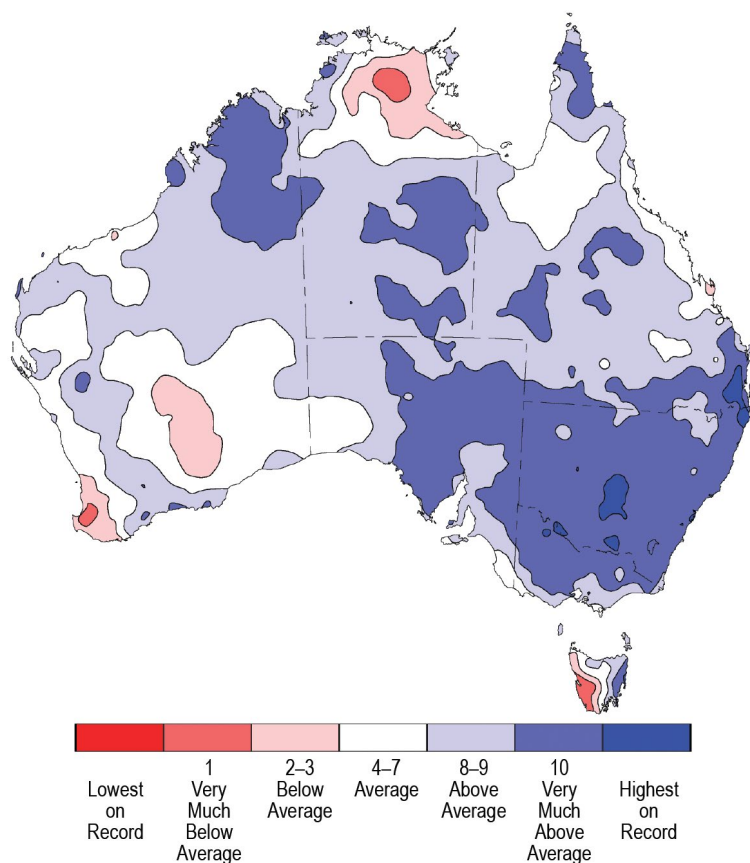 Lowest
on
Record
1
Very
Much
Below
Average
2–3
Below
Average
4–7
Average
8–9
Above
Average
10
Very
Much
Above
Average
Highest
on
Record